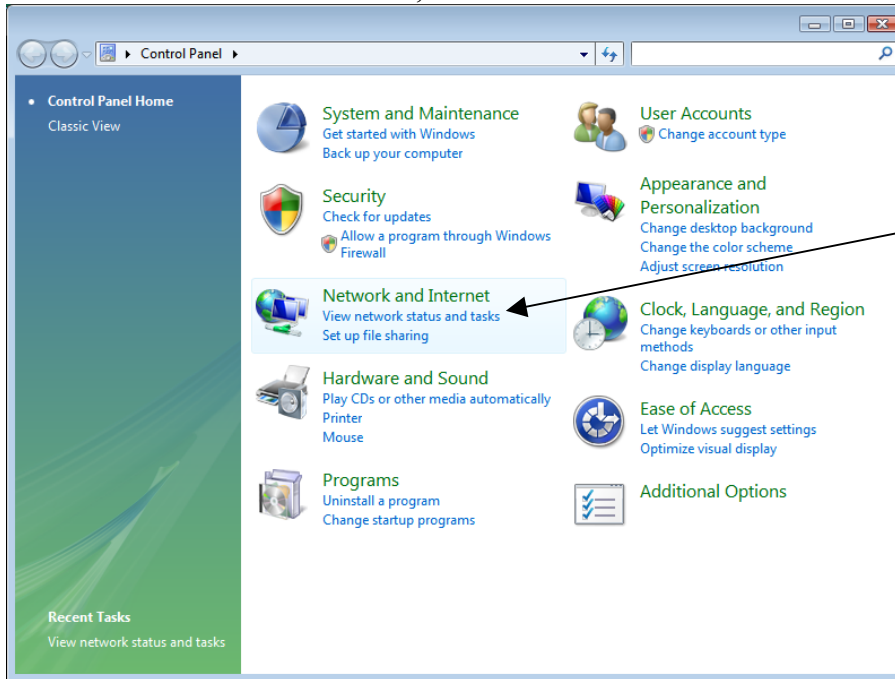 Control Panel
Control Panel Home
Classic View
System and Maintenance
Get started with Windows
Back up your computer
Security
Check for updates
Allow a program through Windows
Firewall
Network and Internet
View network status and tasks
Set up file sharing
Hardware and Sound
Play CDs or other media automatically
Printer
Mouse
Programs
Uninstall a program
Change startup programs
User Accounts
Change account type
Appearance and
Personalization
Change desktop background
Change the color scheme
Adjust screen resolution
Clock, Language, and Region
Change keyboards or other input
methods
Change display language
Ease of Access
Let Windows suggest settings
Optimize visual display
Additional Options
Recent Tasks
View network status and tasks